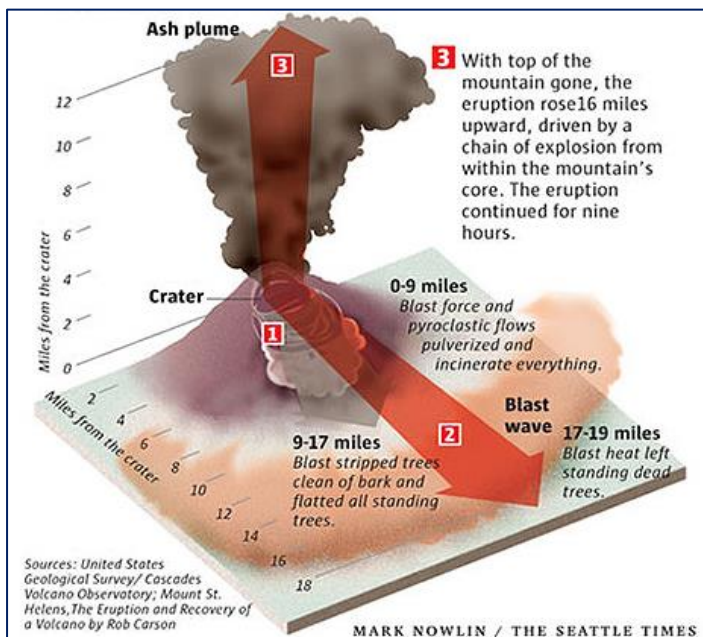 Ash plume
3
12
10
8
6
4
2
0
Miles from the crater
3
With top of the
mountain gone, the
eruption rose16 miles
upward, driven by a
chain of explosion from
within the mountain's
core. The eruption
continued for nine
hours.
Crater
1
0-9 miles
Blast force and
pyroclastic flows
pulverized and
incinerate everything.
2
4
6
8
10
12
14
16
18
Miles from the crater
9-17 miles
Blast stripped trees
clean of bark and
flatted all standing
trees.
2
Blast
wave
17-19 miles
Blast heat left
standing dead
trees.
Sources: United States
Geological Survey/ Cascades
Volcano Observatory; Mount St.
Helens,The Eruption and Recovery of
a Volcano by Rob Carson
MARK NOWLIN / THE SEATTLE TIMES